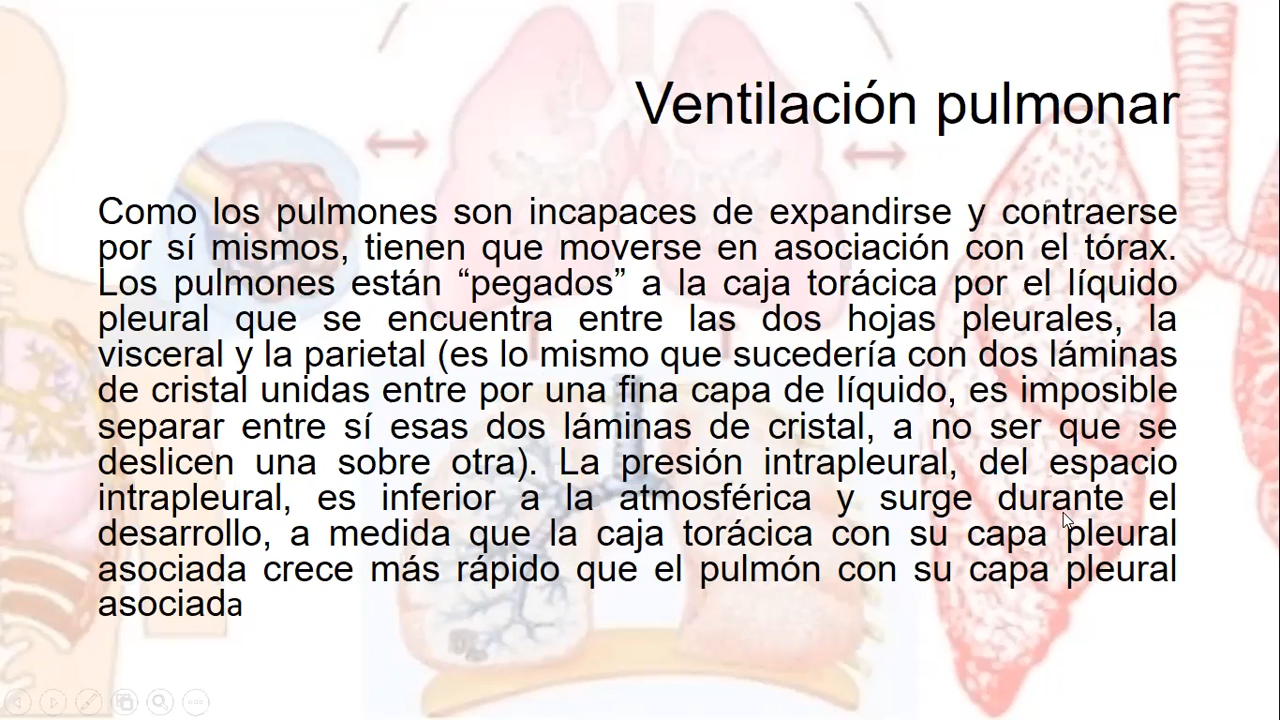 Ventilación pulmonar
Como los pulmones son incapaces de expandirse y contraerse
por sí mismos, tienen que moverse en asociación con el tórax.
Los pulmones están “pegados” a la caja torácica por el líquido
pleural que se encuentra entre las dos hojas pleurales, la
visceral y la parietal (es lo mismo que sucedería con dos láminas
de cristal unidas entre por una fina capa de líquido, es imposible
separar entre sí esas dos láminas de cristal, a no ser que se
deslicen una sobre otra). La presión intrapleural, del espacio
intrapleural, es inferior a la atmosférica y surge durante el
desarrollo, a medida que la caja torácica con su capa pleural
asociada crece más rápido que el pulmón con su capa pleural
asociada